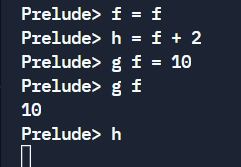 Prelude> f = f
Prelude> h = f + 2
Prelude> g f = 10
Prelude> g f
10
Prelude> h